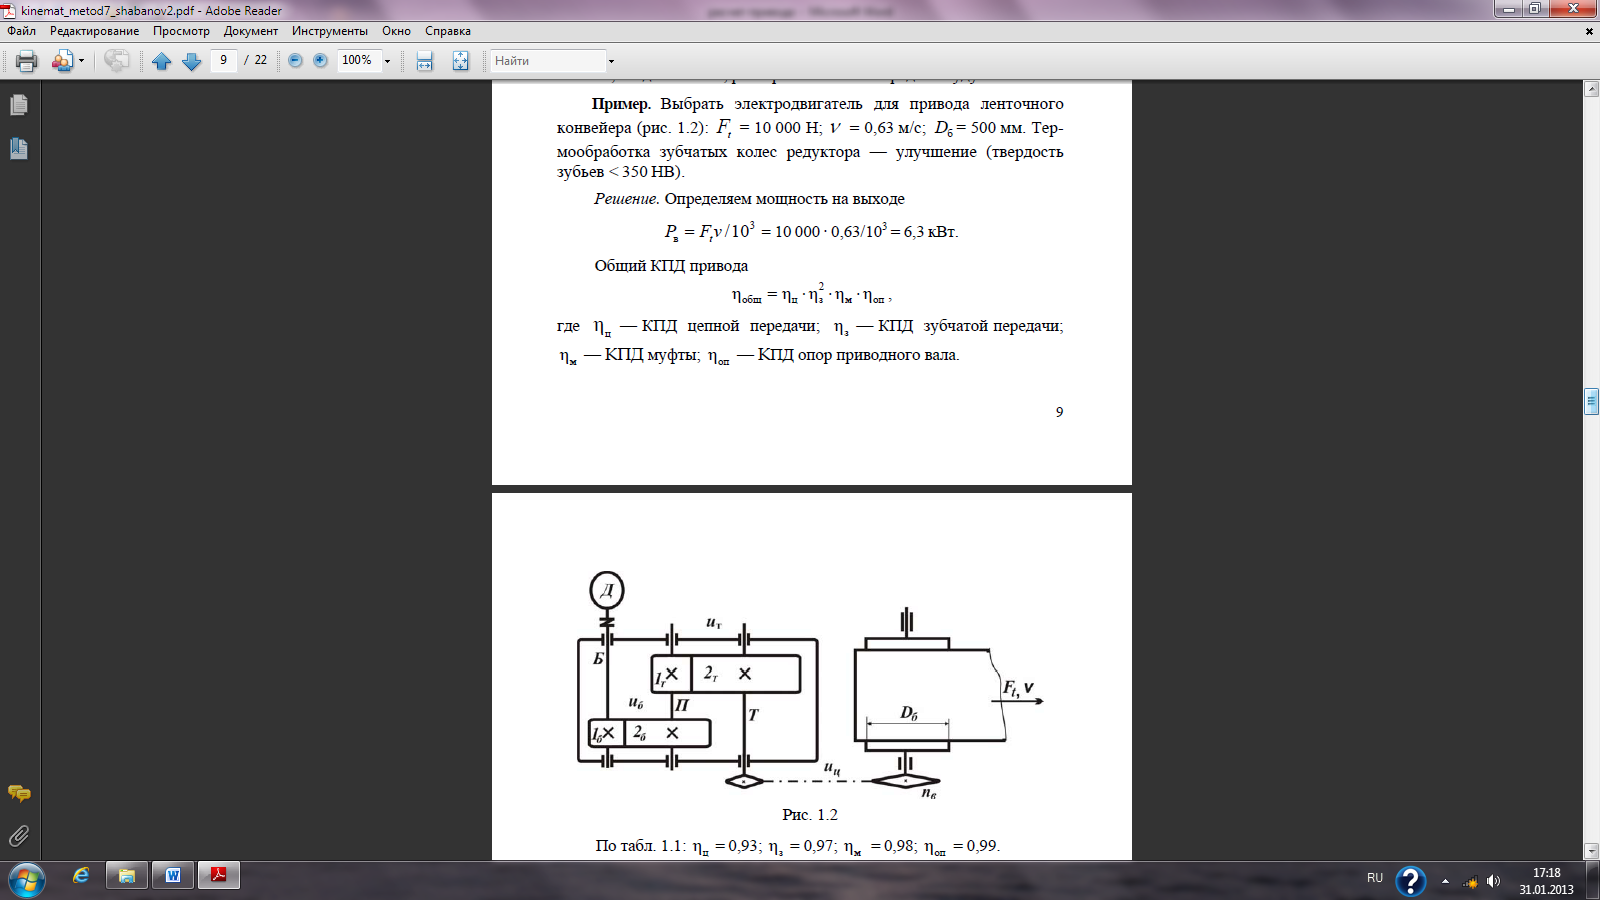 kinemat_metod7_shabanov2.pdf - Adobe Reader
Файл Редактирование Просмотр Документ Инструменты Окно Справка
9 / 22 100% Найти
Пример. Выбрать электродвигатель для привода ленточного
конвейера (рис. 1.2): Ft = 10 000 Н; v = 0,63 м/с; Dб = 500 мм. Тер-
мообработка зубчатых колес редуктора — улучшение (твердость
зубьев < 350 НВ).
Решение. Определяем мощность на выходе
Pв = Ftv/10³ = 10 000 · 0,63/10³ = 6,3 кВт.
Общий КПД привода
ηобщ = ηц · ηз² · ηм · ηоп ,
где ηц — КПД цепной передачи; ηз — КПД зубчатой передачи;
ηм — КПД муфты; ηоп — КПД опор приводного вала.
9
Д
uт
Б
1т 2т
uб П Т
1б 2б
Dб
Ft, v
uц
nв
Рис. 1.2
По табл. 1.1: ηц = 0,93; ηз = 0,97; ηм = 0,98; ηоп = 0,99.
RU
17:18
31.01.2013